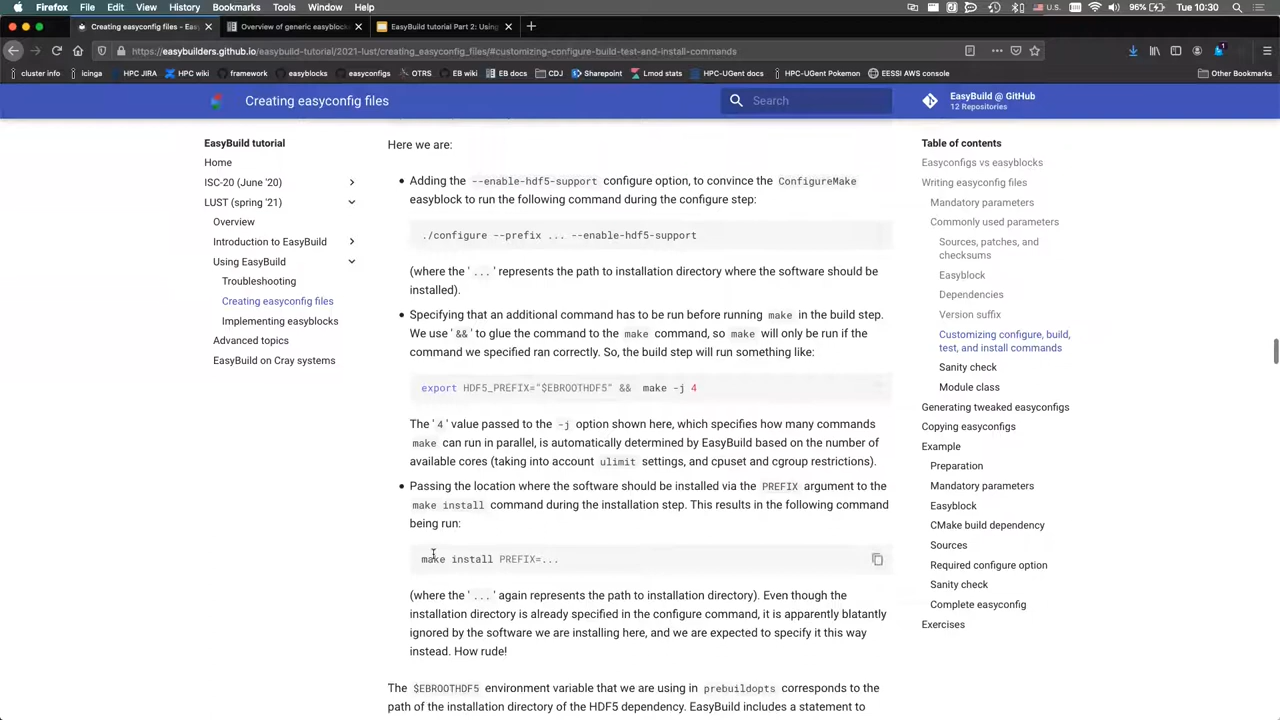 Firefox File Edit View History Bookmarks Tools Window Help
96% Tue 10:30
Creating easyconfig files - Easy
Overview of generic easyblocks
EasyBuild tutorial Part 2: Using
https://easybuilders.github.io/easybuild-tutorial/2021-lust/creating_easyconfig_files/#customizing-configure-build-test-and-install-commands
cluster info icinga HPC JIRA HPC wiki framework easyblocks easyconfigs OTRS EB wiki EB docs CDJ Sharepoint Lmod stats HPC-UGent docs HPC-UGent Pokemon EESSI AWS console Other Bookmarks
Creating easyconfig files
Search
EasyBuild @ GitHub
12 Repositories
EasyBuild tutorial
Home
ISC-20 (June '20)
LUST (spring '21)
Overview
Introduction to EasyBuild
Using EasyBuild
Troubleshooting
Creating easyconfig files
Implementing easyblocks
Advanced topics
EasyBuild on Cray systems
Here we are:
Adding the --enable-hdf5-support configure option, to convince the ConfigureMake
easyblock to run the following command during the configure step:
./configure --prefix ... --enable-hdf5-support
(where the '...' represents the path to installation directory where the software should be
installed).
Specifying that an additional command has to be run before running make in the build step.
We use '&&' to glue the command to the make command, so make will only be run if the
command we specified ran correctly. So, the build step will run something like:
export HDF5_PREFIX="$EBROOTHDF5" && make -j 4
The '4' value passed to the -j option shown here, which specifies how many commands
make can run in parallel, is automatically determined by EasyBuild based on the number of
available cores (taking into account ulimit settings, and cpuset and cgroup restrictions).
Passing the location where the software should be installed via the PREFIX argument to the
make install command during the installation step. This results in the following command
being run:
make install PREFIX=...
(where the '...' again represents the path to installation directory). Even though the
installation directory is already specified in the configure command, it is apparently blatantly
ignored by the software we are installing here, and we are expected to specify it this way
instead. How rude!
The $EBROOTHDF5 environment variable that we are using in prebuildopts corresponds to the
path of the installation directory of the HDF5 dependency. EasyBuild includes a statement to
Table of contents
Easyconfigs vs easyblocks
Writing easyconfig files
Mandatory parameters
Commonly used parameters
Sources, patches, and
checksums
Easyblock
Dependencies
Version suffix
Customizing configure, build,
test, and install commands
Sanity check
Module class
Generating tweaked easyconfigs
Copying easyconfigs
Example
Preparation
Mandatory parameters
Easyblock
CMake build dependency
Sources
Required configure option
Sanity check
Complete easyconfig
Exercises